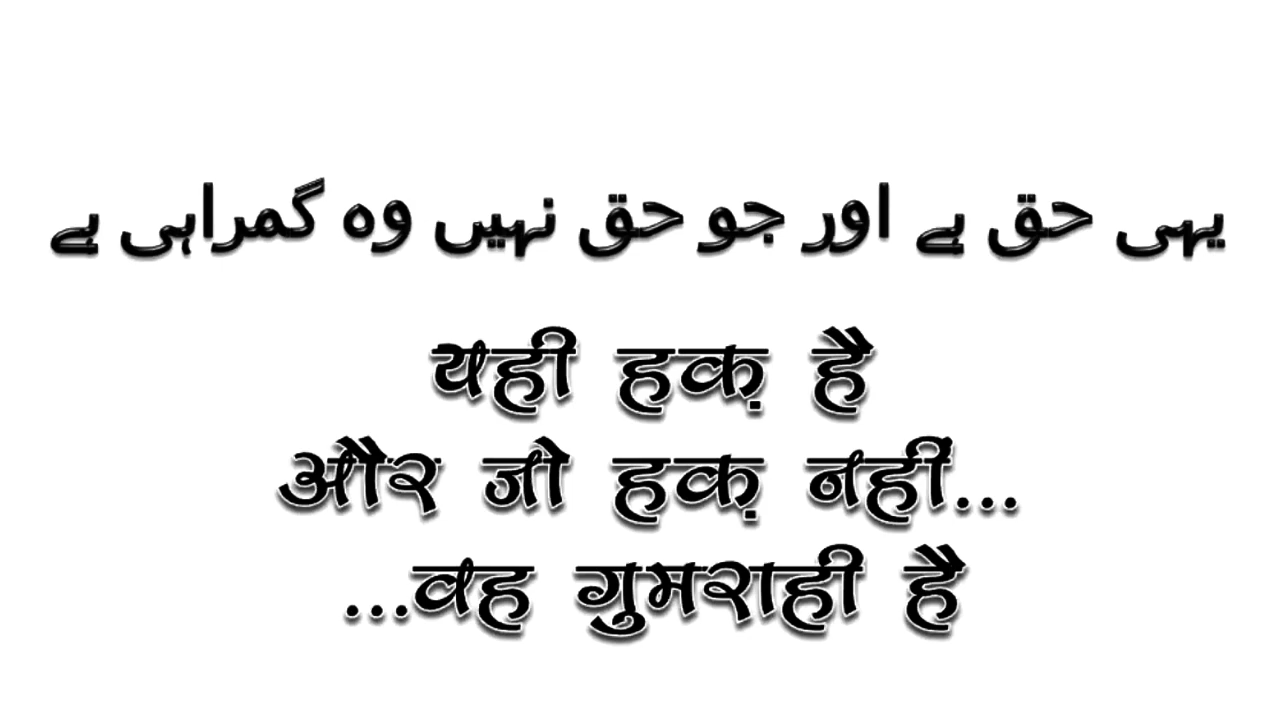 یہی حق ہے اور جو حق نہیں وہ گمراہی ہے
यही हक़ है
और जो हक़ नहीं...
...वह गुमराही है